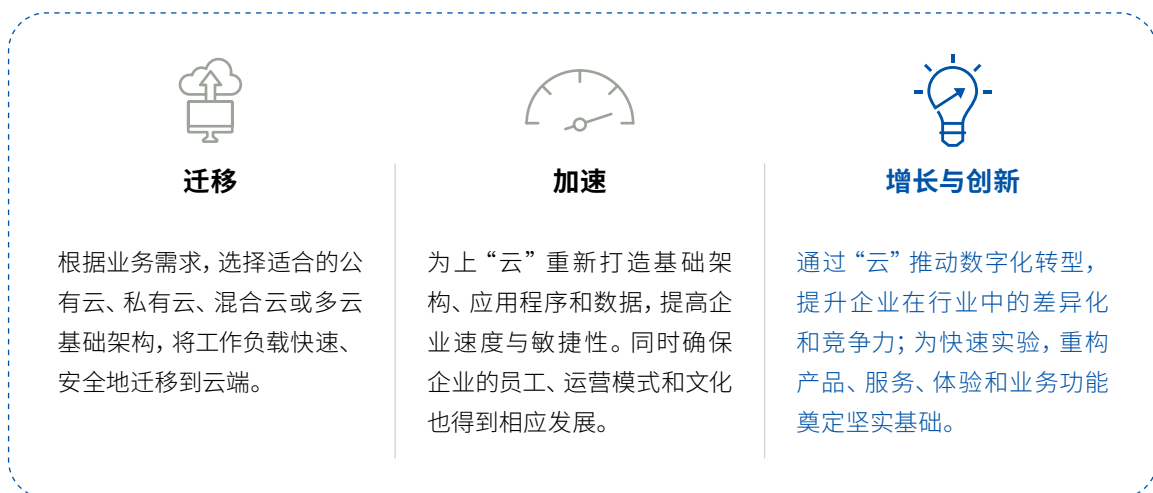 迁移
根据业务需求，选择适合的公
有云、私有云、混合云或多云
基础架构，将工作负载快速、
安全地迁移到云端。
加速
为上“云”重新打造基础架
构、应用程序和数据，提高企
业速度与敏捷性。同时确保
企业的员工、运营模式和文化
也得到相应发展。
增长与创新
通过“云”推动数字化转型，
提升企业在行业中的差异化
和竞争力；为快速实验，重构
产品、服务、体验和业务功能
奠定坚实基础。